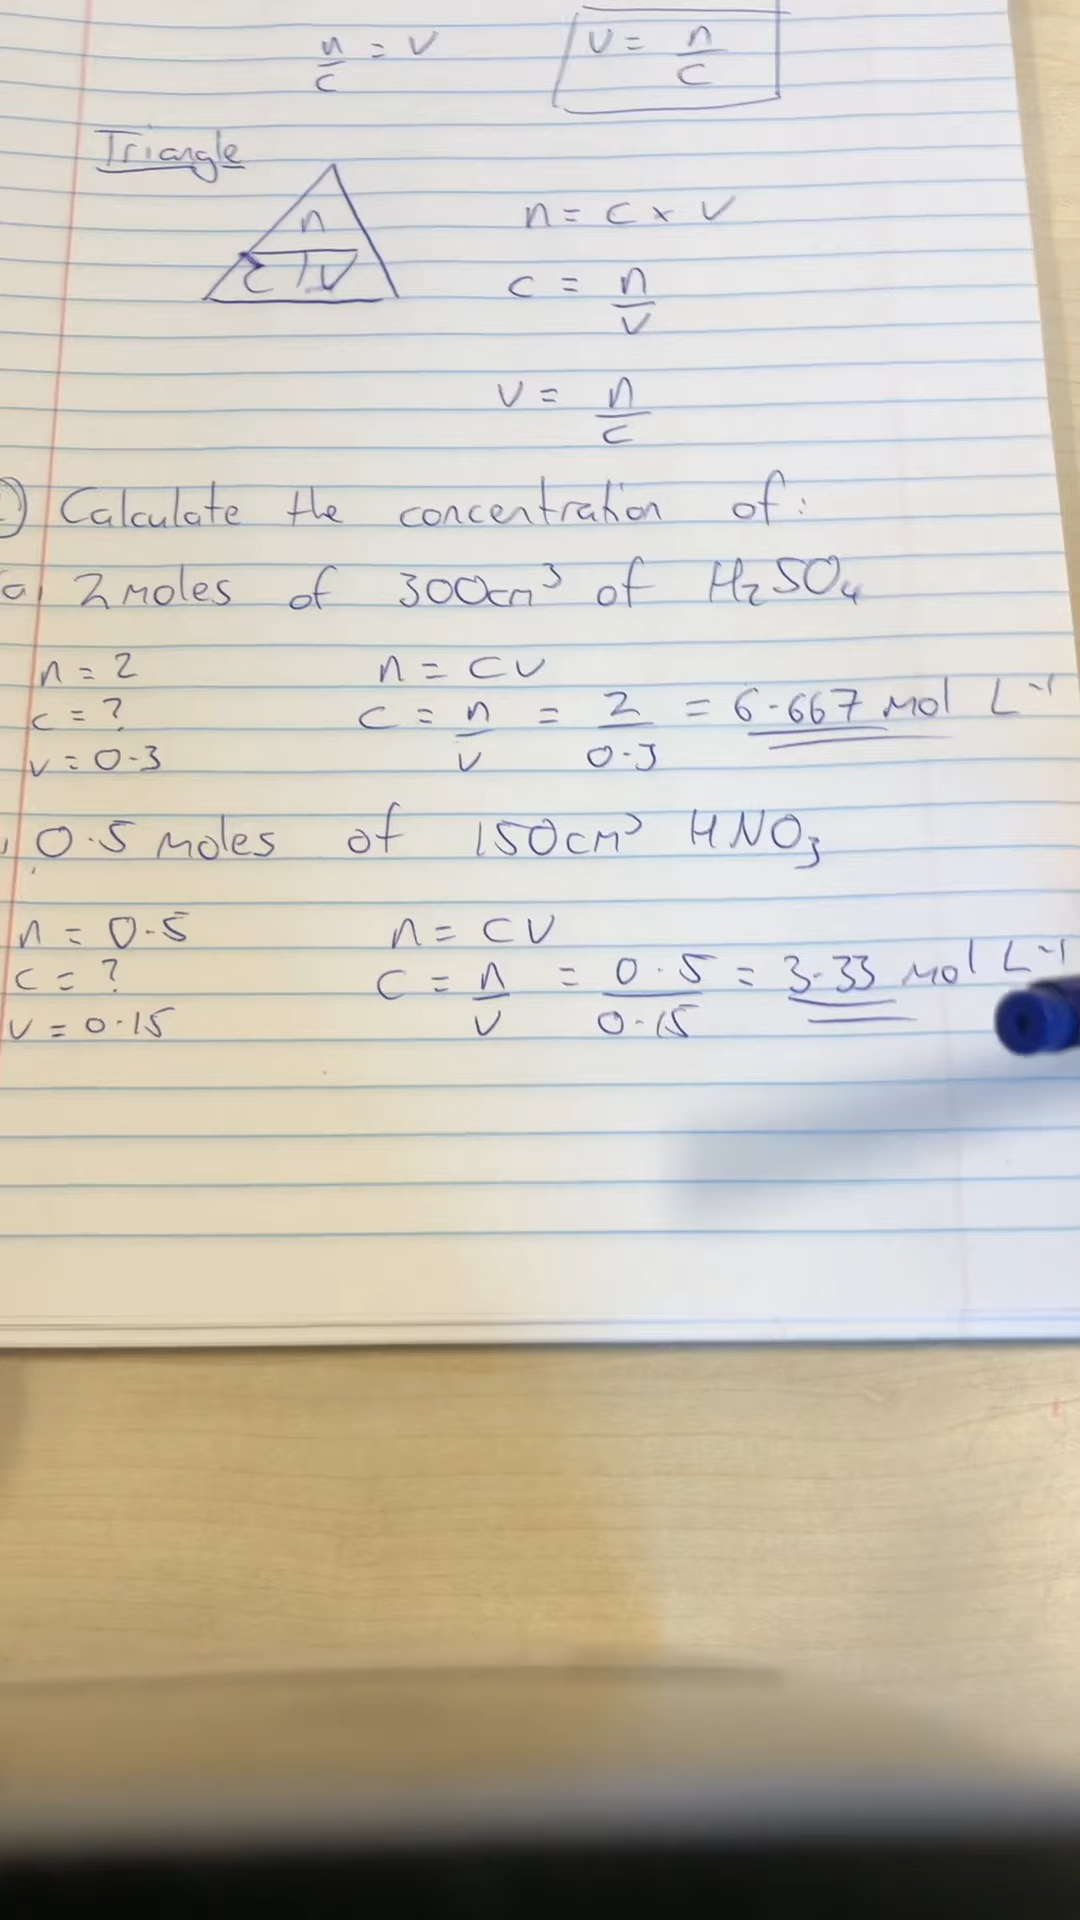 n/c = v    v = n/c
Triangle
n
c | v
n = c x v
c = n/v
v = n/c
) Calculate the concentration of:
a) 2 moles of 300cm³ of H₂SO₄
n = 2    n = cv
c = ?    c = n/v = 2/0.3 = 6.667 mol L⁻¹
v = 0.3
0.5 moles of 150cm³ HNO₃
n = 0.5    n = cv
c = ?    c = n/v = 0.5/0.15 = 3.33 mol L⁻¹
v = 0.15